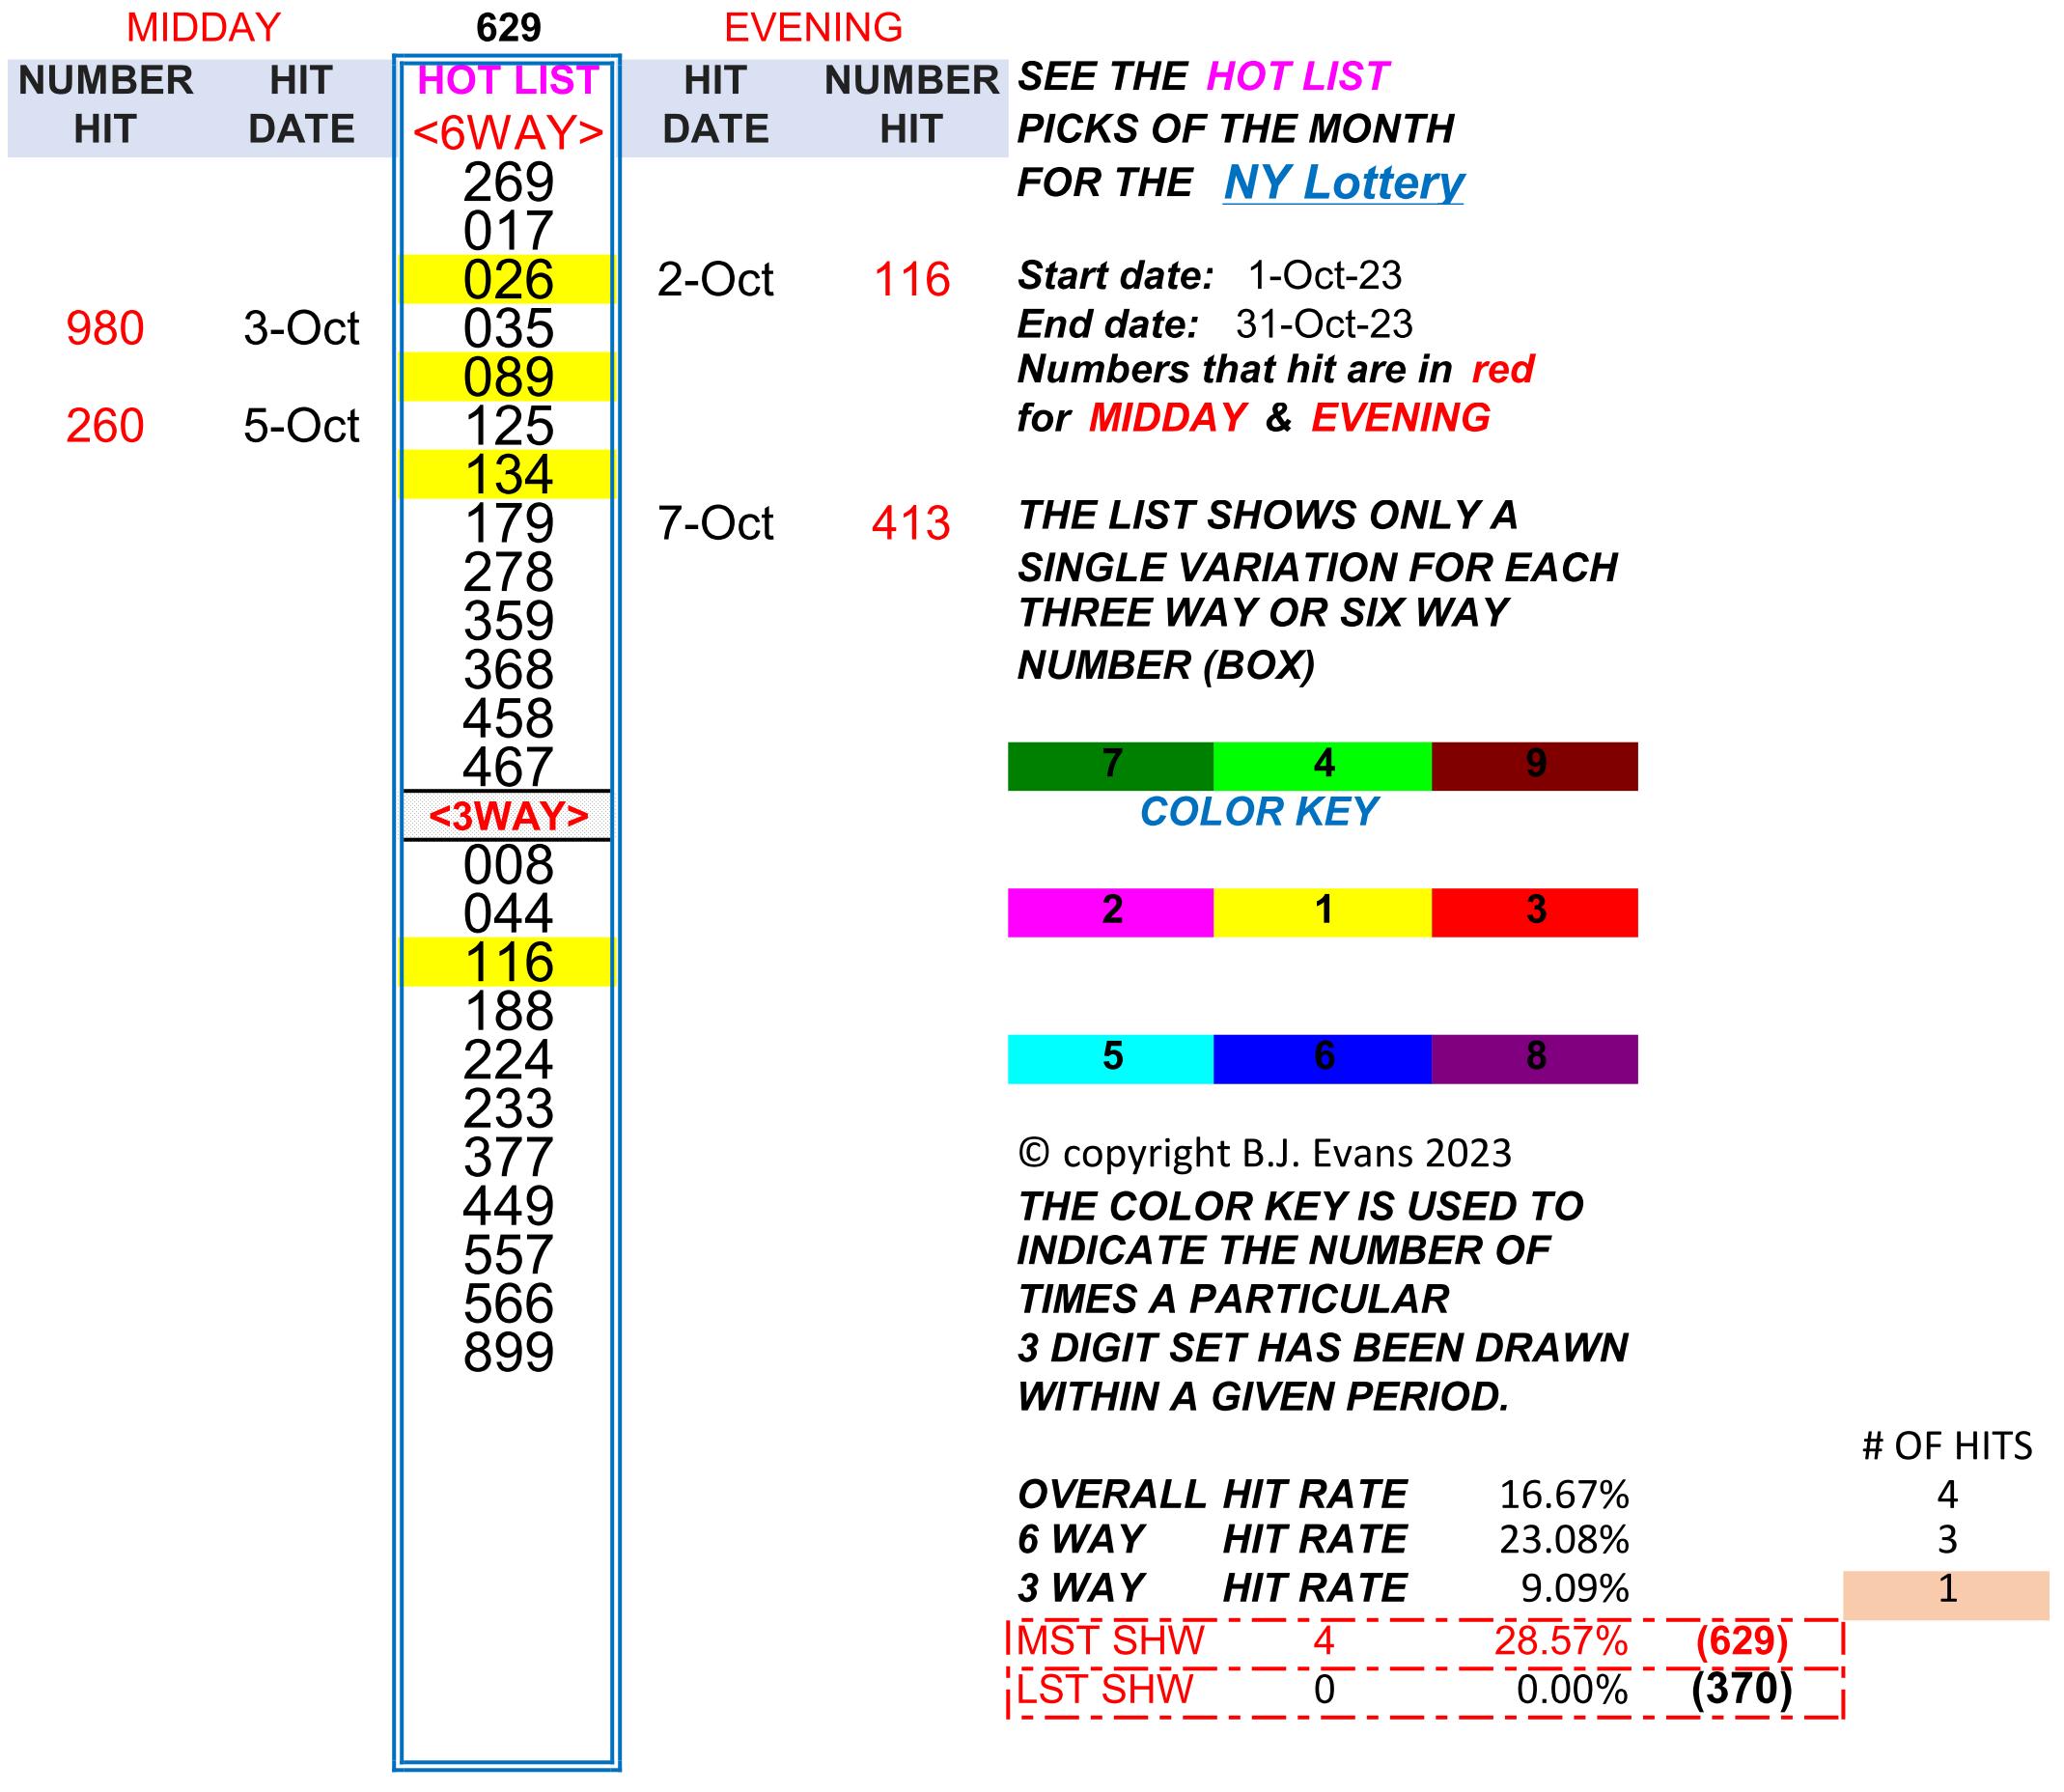 MIDDAY 629 EVENING
NUMBER HIT HOT LIST HIT NUMBER SEE THE HOT LIST
HIT DATE <6WAY> DATE HIT PICKS OF THE MONTH
269 FOR THE NY Lottery
017
026 2-Oct 116 Start date: 1-Oct-23
980 3-Oct 035 End date: 31-Oct-23
089 Numbers that hit are in red
260 5-Oct 125 for MIDDAY & EVENING
134
179 7-Oct 413 THE LIST SHOWS ONLY A
278 SINGLE VARIATION FOR EACH
359 THREE WAY OR SIX WAY
368 NUMBER (BOX)
458
467 7 4 9
<3WAY> COLOR KEY
008
044 2 1 3
116
188
224 5 6 8
233
377 © copyright B.J. Evans 2023
449 THE COLOR KEY IS USED TO
557 INDICATE THE NUMBER OF
566 TIMES A PARTICULAR
899 3 DIGIT SET HAS BEEN DRAWN
WITHIN A GIVEN PERIOD.
# OF HITS
OVERALL HIT RATE 16.67% 4
6 WAY HIT RATE 23.08% 3
3 WAY HIT RATE 9.09% 1
MST SHW 4 28.57% (629)
LST SHW 0 0.00% (370)